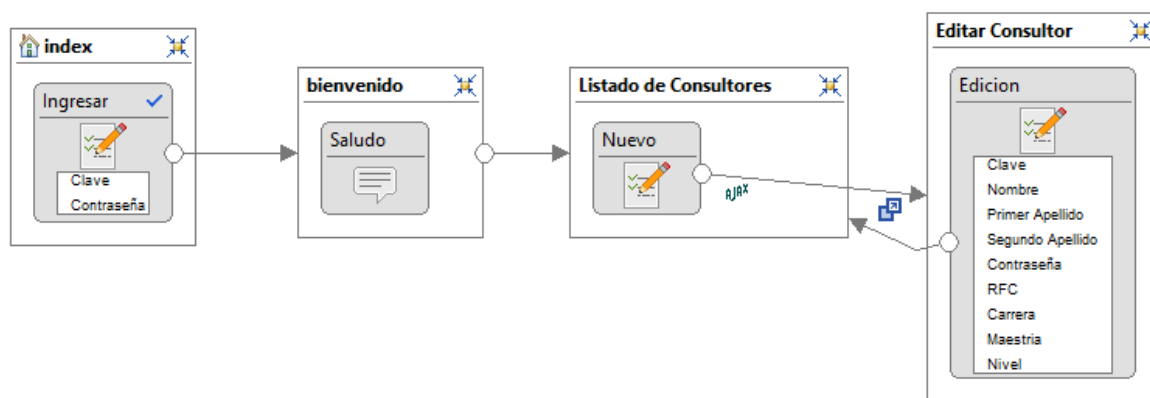 index
Ingresar
Clave
Contraseña
bienvenido
Saludo
Listado de Consultores
Nuevo
AJAX
Editar Consultor
Edicion
Clave
Nombre
Primer Apellido
Segundo Apellido
Contraseña
RFC
Carrera
Maestria
Nivel